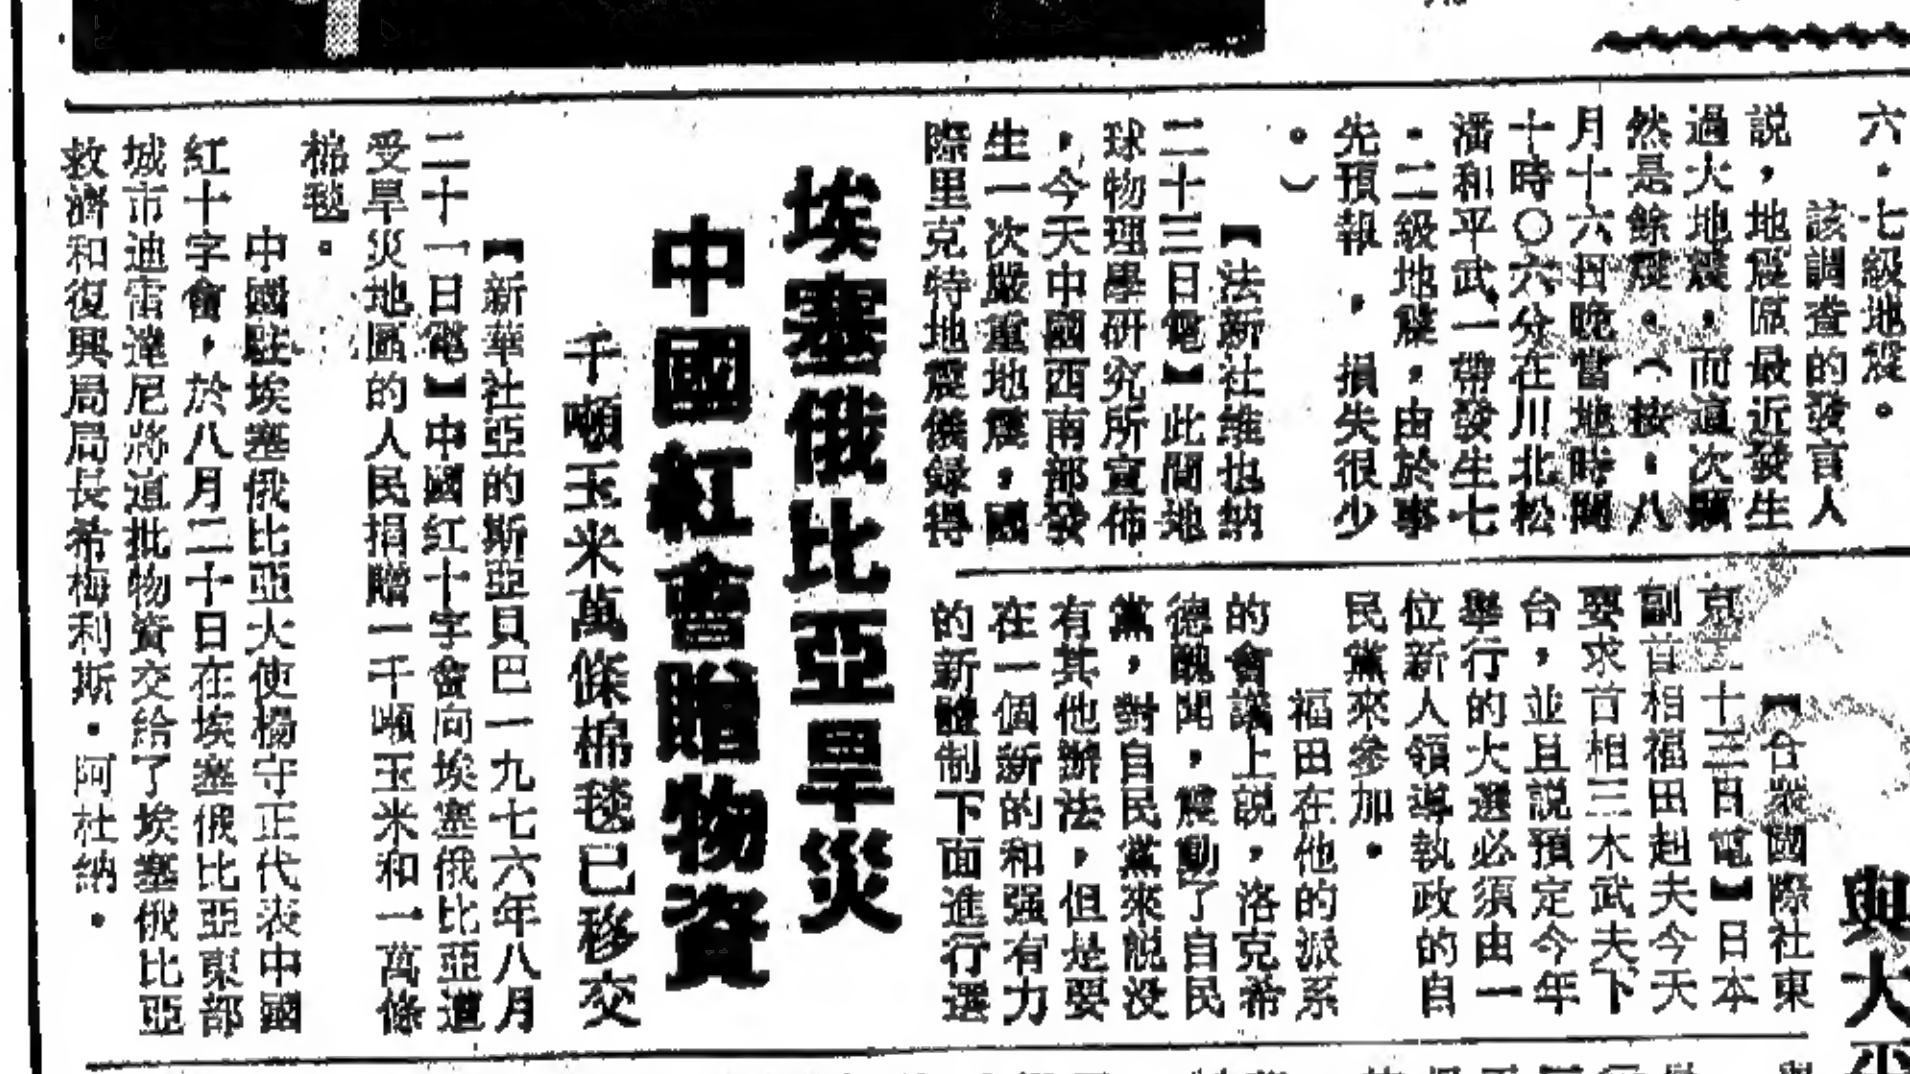 六·七級地震。
該調查的發言人
説，地震區最近發生
過大地震，而這次顯
然是餘震。（按：八
月十六日晚當地時間
十時〇六分在川北松
潘和平武一帶發生七
·二級地震，由於事
先預報，損失很少
。）
【法新社維也納
二十三日電】此間地
球物理學研究所宣佈
，今天中國西南部發
生一次嚴重地震，國
際里克特地震儀録得
【合衆國際社東
京二十三日電】日本
副首相福田赳夫今天
要求首相三木武夫下
台，並且説預定今年
舉行的大選必須由一
位新人領導執政的自
民黨來參加。
福田在他的派系
的會議上説，洛克希
德醜聞，震動了自民
黨，對自民黨來説没
有其他辦法，但是要
在一個新的和强有力
的新體制下面進行選
與大
埃塞俄比亞旱災
中國紅會贈物資
千噸玉米萬條棉毯已移交
【新華社亞的斯亞貝巴一九七六年八月
二十一日電】中國红十字會向埃塞俄比亞遭
受旱災地區的人民捐贈一千噸玉米和一萬條
棉毯。
中國駐埃塞俄比亞大使楊守正代表中國
紅十字會，於八月二十日在埃塞俄比亞東部
城市迪雷達瓦尼將這批物資交給了埃塞俄比亞
救濟和復興局局長希梅利斯·阿杜納。